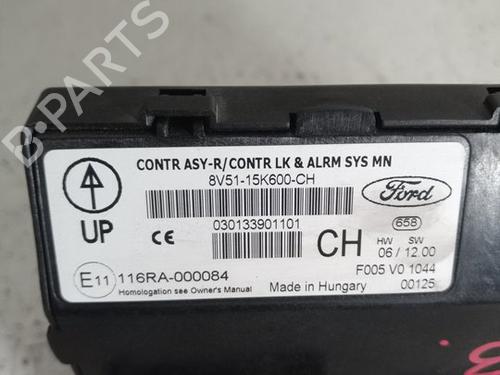 CONTR ASY-R/CONTR LK & ALRM SYS MN
8V51-15K600-CH
Ford
UP
CE
030133901101
CH
658
HW SW
06 / 12.00
F005 V0 1044
00125
E11 116RA-000084
Homologation see Owner's Manual
Made in Hungary
B-PARTS